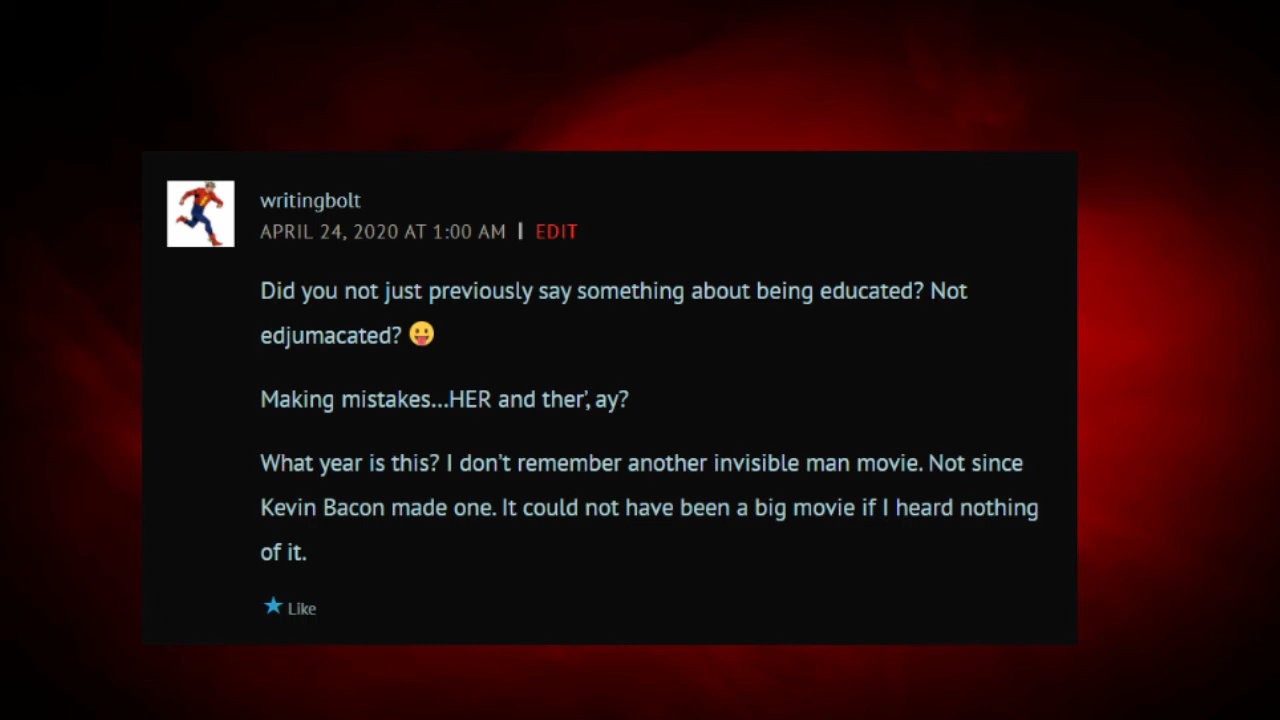 writingbolt
APRIL 24, 2020 AT 1:00 AM | EDIT
Did you not just previously say something about being educated? Not
edjumacated? 😛
Making mistakes...HER and ther’, ay?
What year is this? I don’t remember another invisible man movie. Not since
Kevin Bacon made one. It could not have been a big movie if I heard nothing
of it.
Like